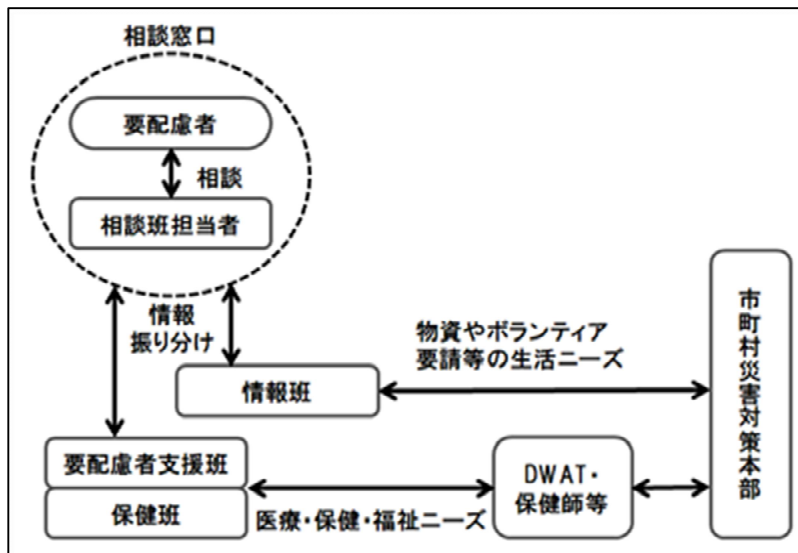 相談窓口
要配慮者
相談
相談班担当者
情報
振り分け
物資やボランティア
要請等の生活ニーズ
情報班
市町村災害対策本部
要配慮者支援班
保健班
医療・保健・福祉ニーズ
DWAT・
保健師等